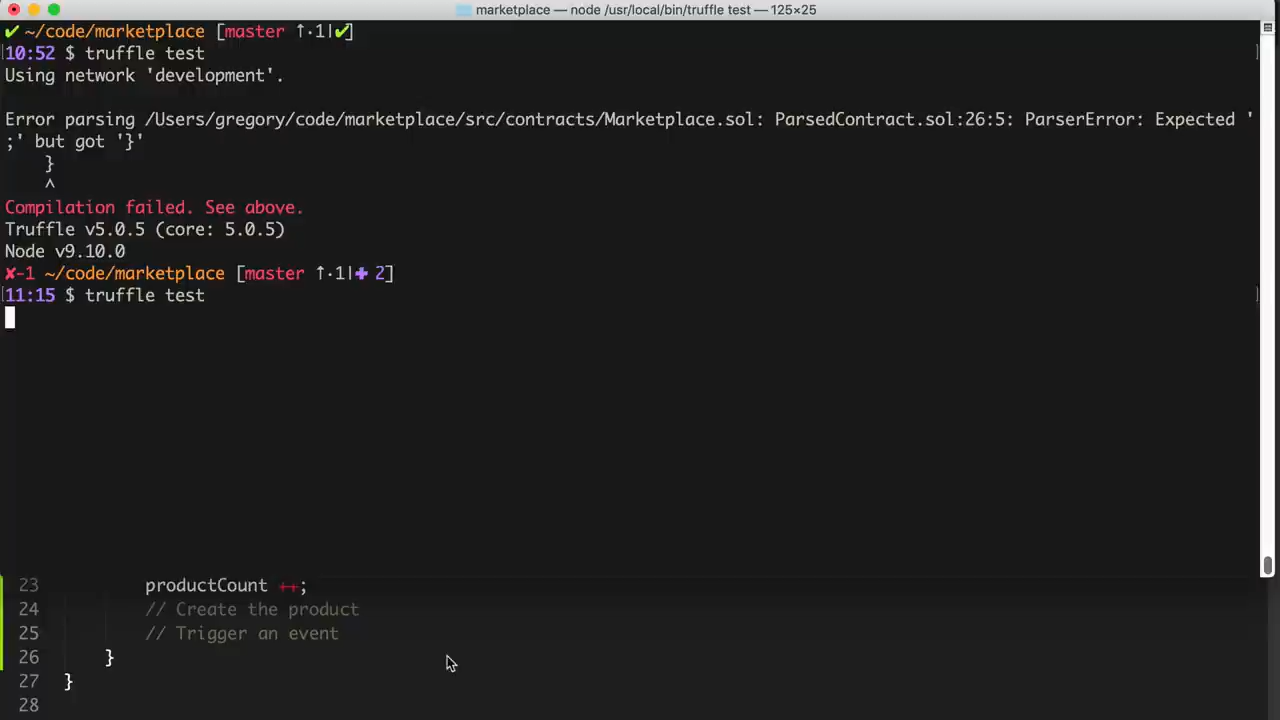 marketplace — node /usr/local/bin/truffle test — 125×25
✔ ~/code/marketplace [master ↑·1|✔]
10:52 $ truffle test
Using network 'development'.
Error parsing /Users/gregory/code/marketplace/src/contracts/Marketplace.sol: ParsedContract.sol:26:5: ParserError: Expected '
;' but got '}'
}
^
Compilation failed. See above.
Truffle v5.0.5 (core: 5.0.5)
Node v9.10.0
✘-1 ~/code/marketplace [master ↑·1|✚ 2]
11:15 $ truffle test
23 productCount ++;
24 // Create the product
25 // Trigger an event
26 }
27 }
28